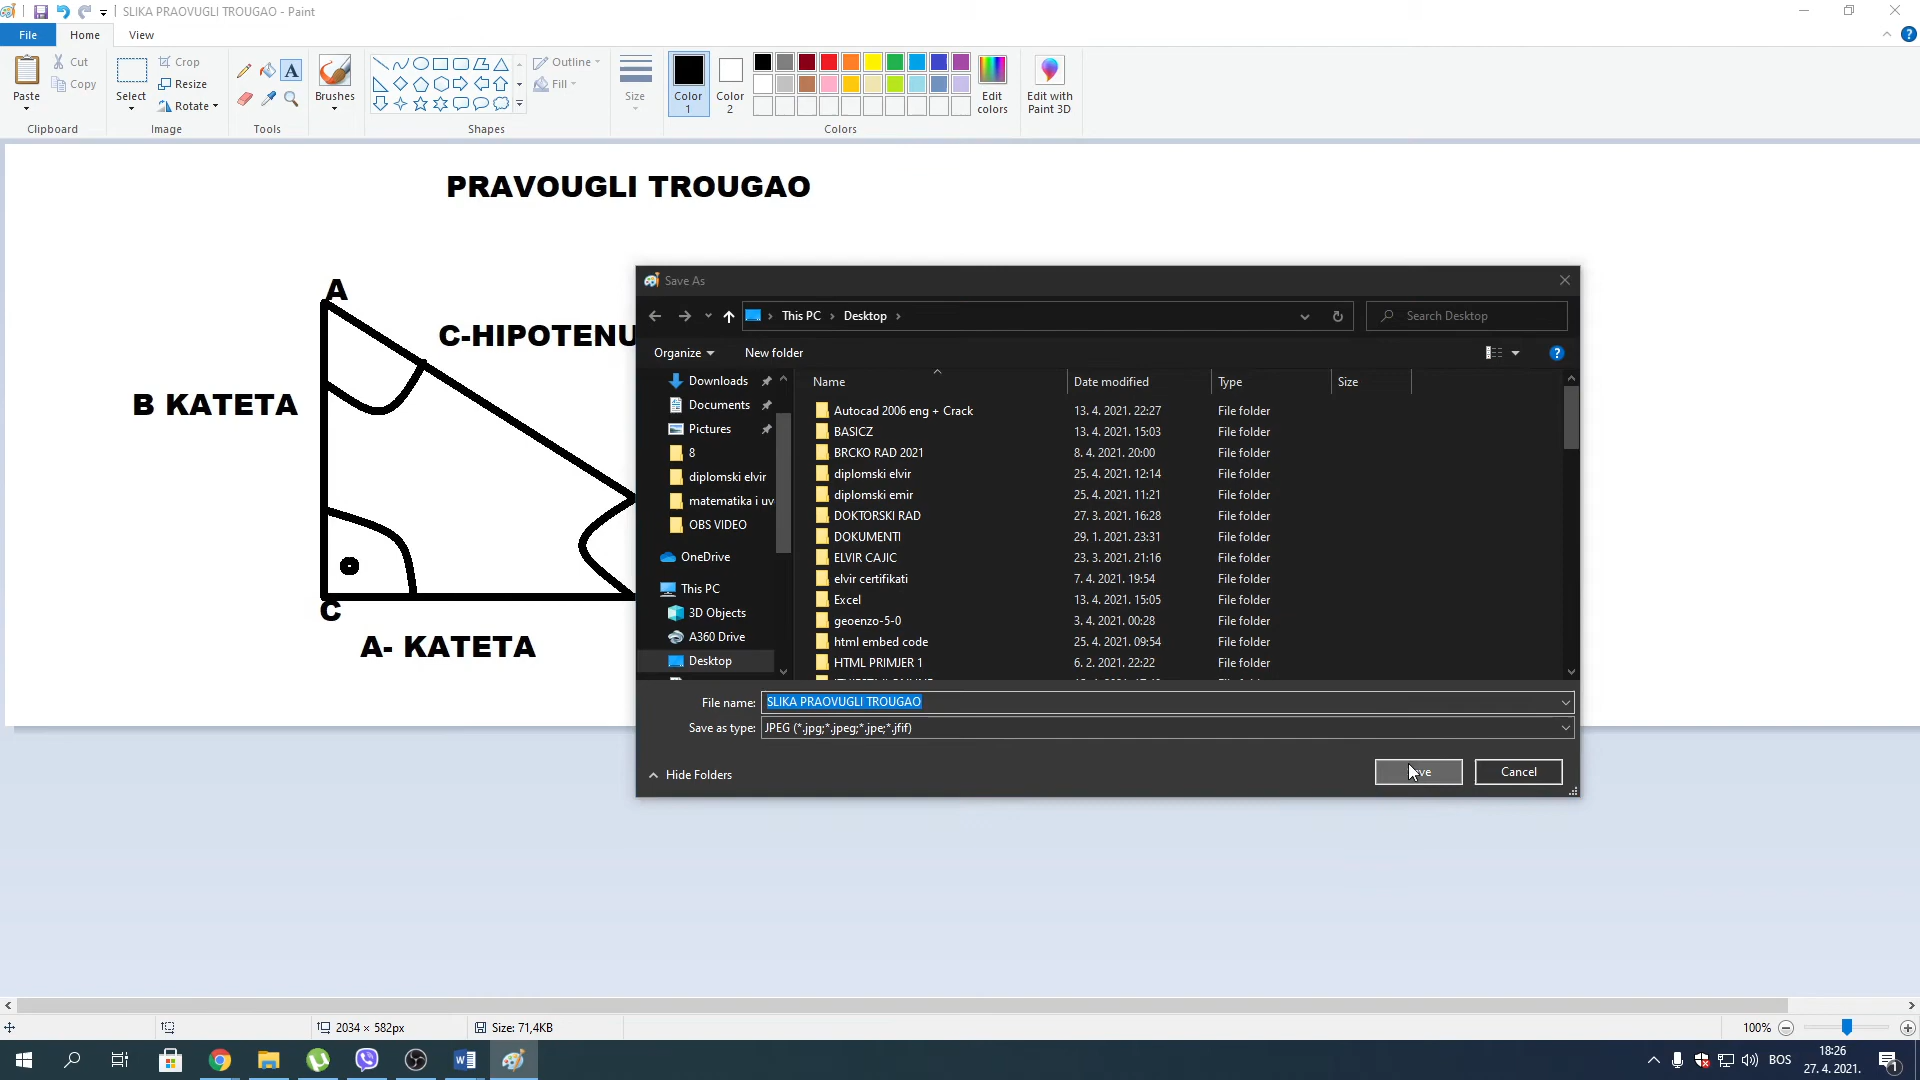 SLIKA PRAOVUGLI TROUGAO - Paint
File
Home
View
Paste
Cut
Copy
Clipboard
Select
Crop
Resize
Rotate
Image
A
Tools
Brushes
Shapes
Outline
Fill
Size
Color 1
Color 2
Colors
Edit colors
Edit with Paint 3D
PRAVOUGLI TROUGAO
A
C-HIPOTENU
B KATETA
C
A- KATETA
Save As
This PC
Desktop
Search Desktop
Organize
New folder
Downloads
Documents
Pictures
8
diplomski elvir
matematika i uv
OBS VIDEO
OneDrive
This PC
3D Objects
A360 Drive
Desktop
Name Date modified Type Size
Autocad 2006 eng + Crack 13. 4. 2021. 22:27 File folder
BASICZ 13. 4. 2021. 15:03 File folder
BRCKO RAD 2021 8. 4. 2021. 20:00 File folder
diplomski elvir 25. 4. 2021. 12:14 File folder
diplomski emir 25. 4. 2021. 11:21 File folder
DOKTORSKI RAD 27. 3. 2021. 16:28 File folder
DOKUMENTI 29. 1. 2021. 23:31 File folder
ELVIR CAJIC 23. 3. 2021. 21:16 File folder
elvir certifikati 7. 4. 2021. 19:54 File folder
Excel 13. 4. 2021. 15:05 File folder
geoenzo-5-0 3. 4. 2021. 00:28 File folder
html embed code 25. 4. 2021. 09:54 File folder
HTML PRIMJER 1 6. 2. 2021. 22:22 File folder
File name: SLIKA PRAOVUGLI TROUGAO
Save as type: JPEG (*.jpg;*.jpeg;*.jpe;*.jfif)
Hide Folders
Cancel
2034 × 582px
Size: 71,4KB
100%
BOS
18:26
27. 4. 2021.
1